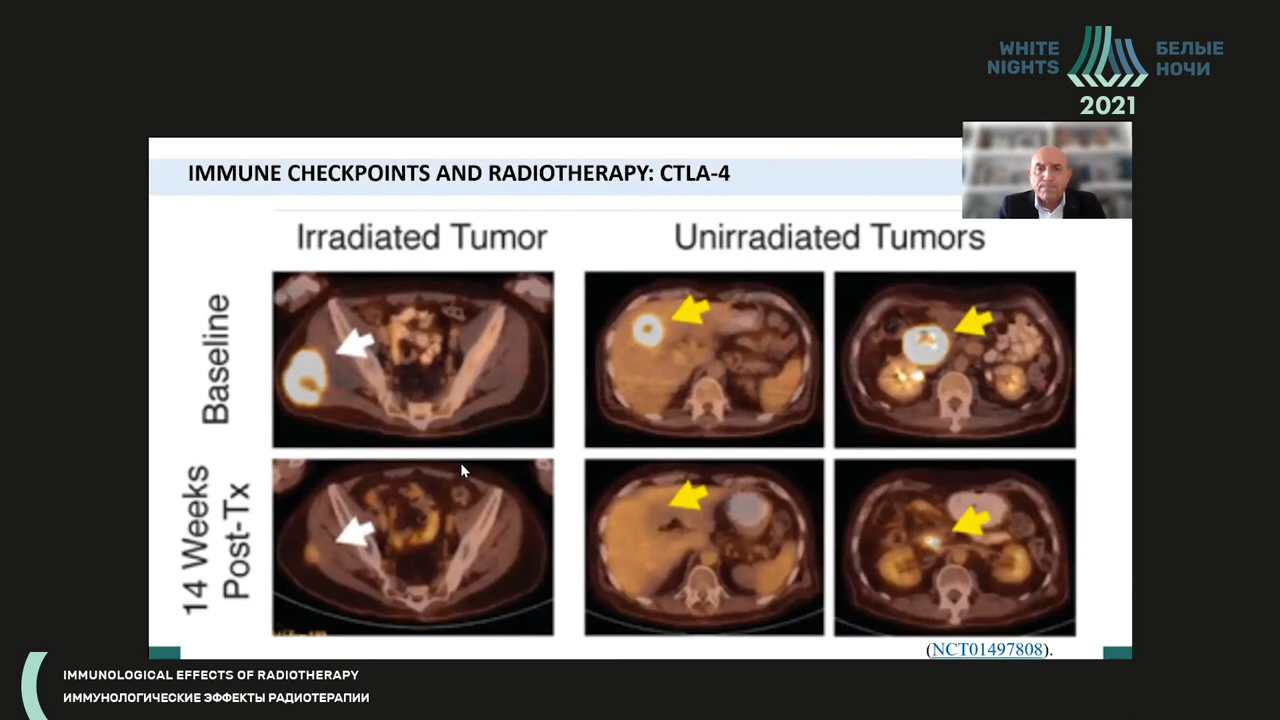 WHITE
NIGHTS
БЕЛЫЕ
НОЧИ
2021
IMMUNE CHECKPOINTS AND RADIOTHERAPY: CTLA-4
Irradiated Tumor
Unirradiated Tumors
Baseline
14 Weeks
Post-Tx
(NCT01497808).
IMMUNOLOGICAL EFFECTS OF RADIOTHERAPY
ИММУНОЛОГИЧЕСКИЕ ЭФФЕКТЫ РАДИОТЕРАПИИ